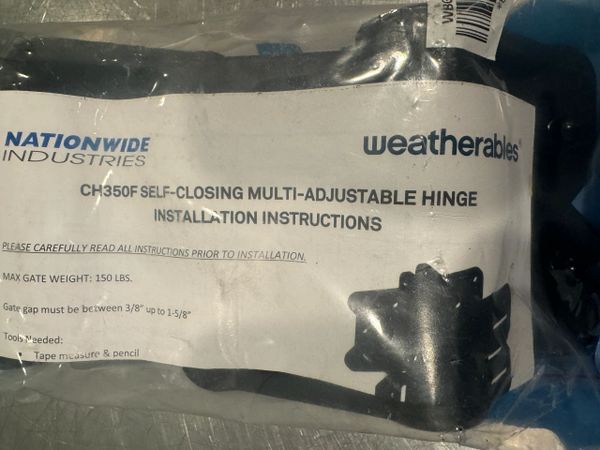 NATIONWIDE
INDUSTRIES
weatherables®
CH350F SELF-CLOSING MULTI-ADJUSTABLE HINGE
INSTALLATION INSTRUCTIONS
PLEASE CAREFULLY READ ALL INSTRUCTIONS PRIOR TO INSTALLATION.
MAX GATE WEIGHT: 150 LBS.
Gate gap must be between 3/8" up to 1-5/8"
Tools Needed:
• Tape measure & pencil